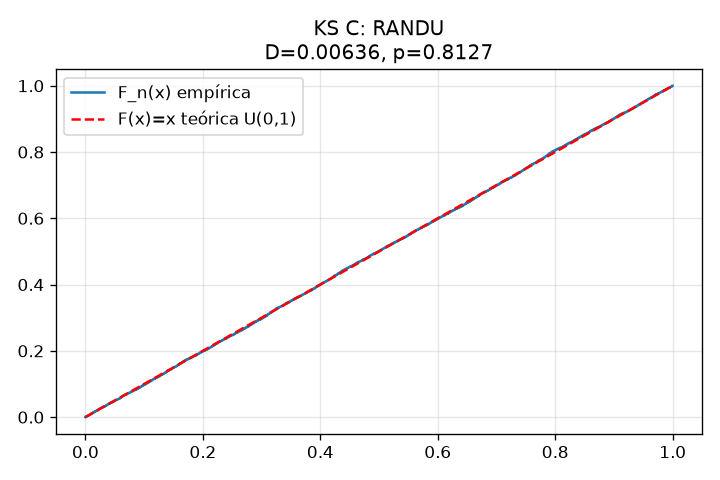 KS C: RANDU
D=0.00636, p=0.8127
F_n(x) empírica
F(x)=x teórica U(0,1)
1.0
0.8
0.6
0.4
0.2
0.0
0.0 0.2 0.4 0.6 0.8 1.0